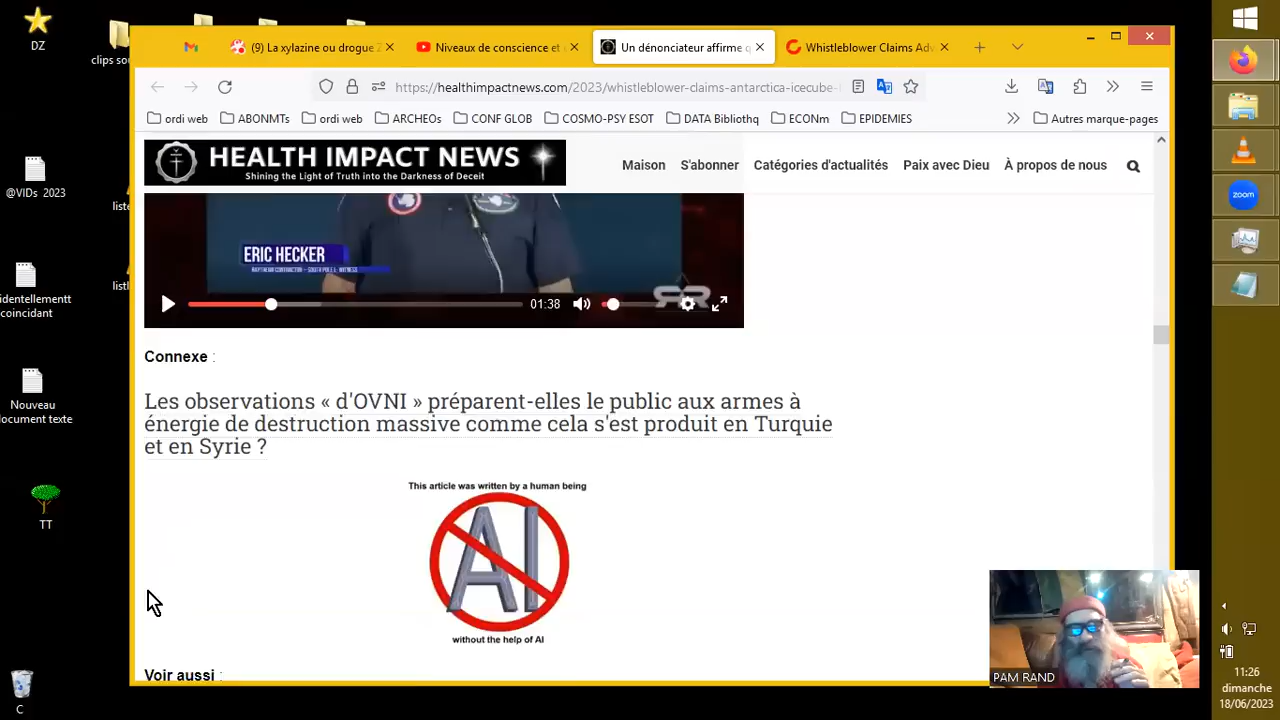 DZ
clips sou
@VIDs 2023
liste
identellementt
coincidant
listl
Nouveau
document texte
TT
C
(9) La xylazine ou drogue Z
Niveaux de conscience et c
Un dénonciateur affirme q
Whistleblower Claims Adv
https://healthimpactnews.com/2023/whistleblower-claims-antarctica-icecube-
ordi web
ABONMTs
ordi web
ARCHEOs
CONF GLOB
COSMO-PSY ESOT
DATA Bibliothq
ECONm
EPIDEMIES
Autres marque-pages
HEALTH IMPACT NEWS
Shining the Light of Truth into the Darkness of Deceit
Maison
S'abonner
Catégories d'actualités
Paix avec Dieu
À propos de nous
ERIC HECKER
01:38
Connexe :
Les observations « d'OVNI » préparent-elles le public aux armes à
énergie de destruction massive comme cela s'est produit en Turquie
et en Syrie ?
This article was written by a human being
AI
without the help of AI
Voir aussi :
PAM RAND
zoom
11:26
dimanche
18/06/2023